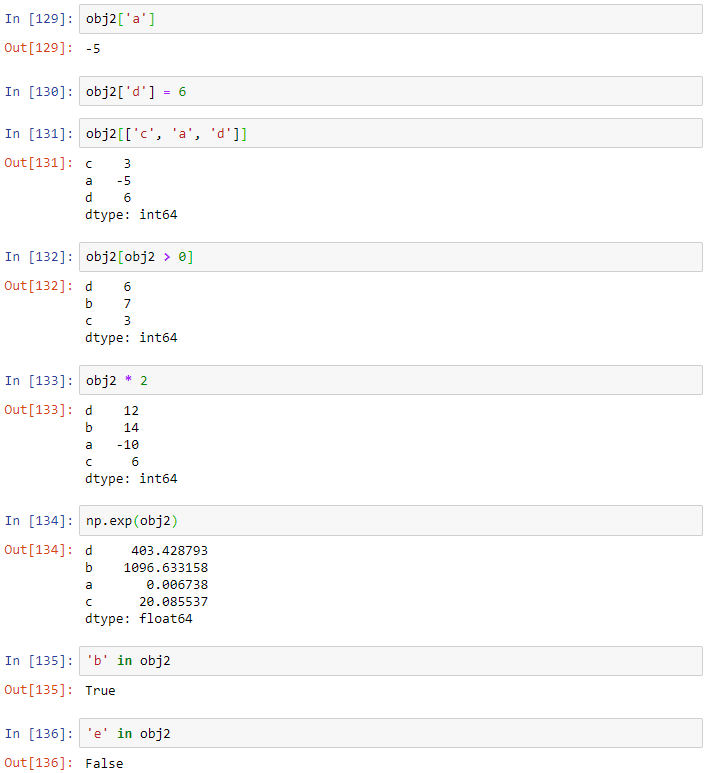 In [129]: obj2['a']
Out[129]: -5
In [130]: obj2['d'] = 6
In [131]: obj2[['c', 'a', 'd']]
Out[131]: c    3
a   -5
d    6
dtype: int64
In [132]: obj2[obj2 > 0]
Out[132]: d    6
b    7
c    3
dtype: int64
In [133]: obj2 * 2
Out[133]: d    12
b    14
a   -10
c     6
dtype: int64
In [134]: np.exp(obj2)
Out[134]: d     403.428793
b    1096.633158
a       0.006738
c      20.085537
dtype: float64
In [135]: 'b' in obj2
Out[135]: True
In [136]: 'e' in obj2
Out[136]: False